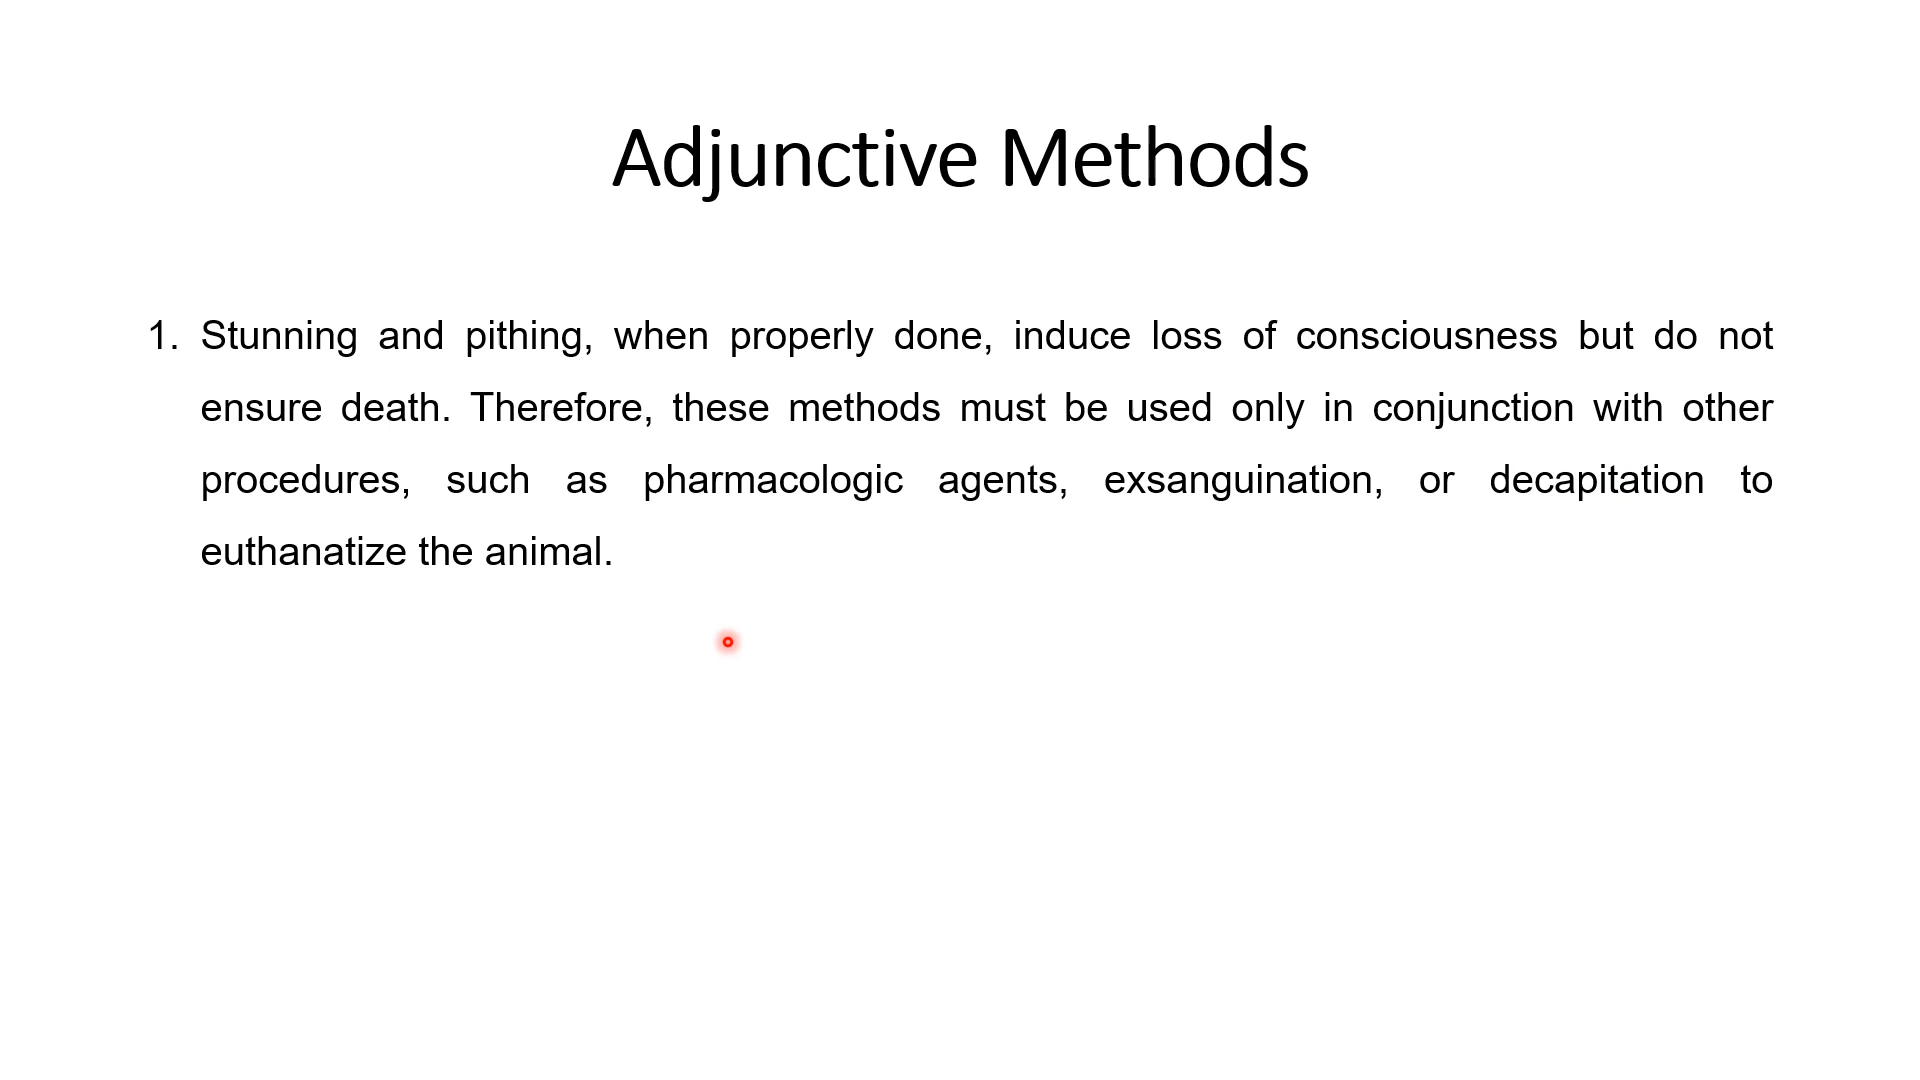 Adjunctive Methods
1. Stunning and pithing, when properly done, induce loss of consciousness but do not
ensure death. Therefore, these methods must be used only in conjunction with other
procedures, such as pharmacologic agents, exsanguination, or decapitation to
euthanatize the animal.